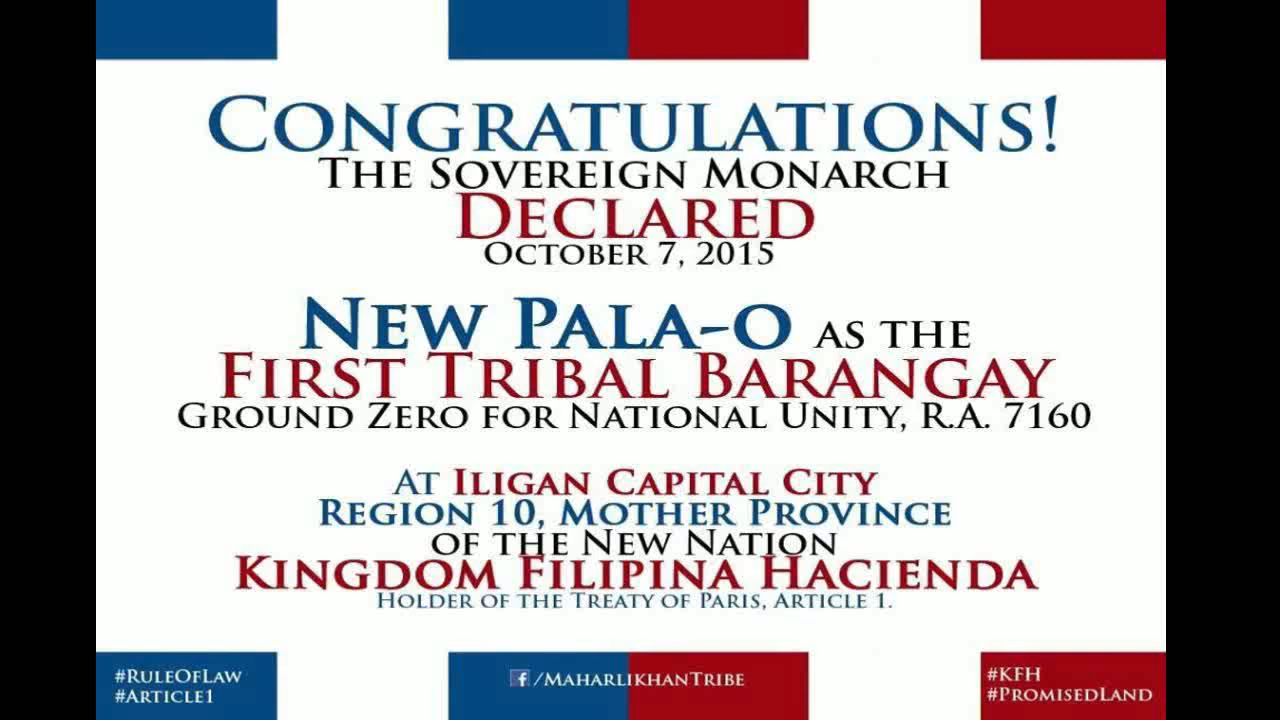 Congratulations!
The Sovereign Monarch
Declared
October 7, 2015
New Pala-o as the
First Tribal Barangay
Ground Zero for National Unity, R.A. 7160
At Iligan Capital City
Region 10, Mother Province
of the New Nation
Kingdom Filipina Hacienda
Holder of the Treaty of Paris, Article 1.
#RuleOfLaw
#Article1
f /MaharlikhanTribe
#KFH
#PromisedLand